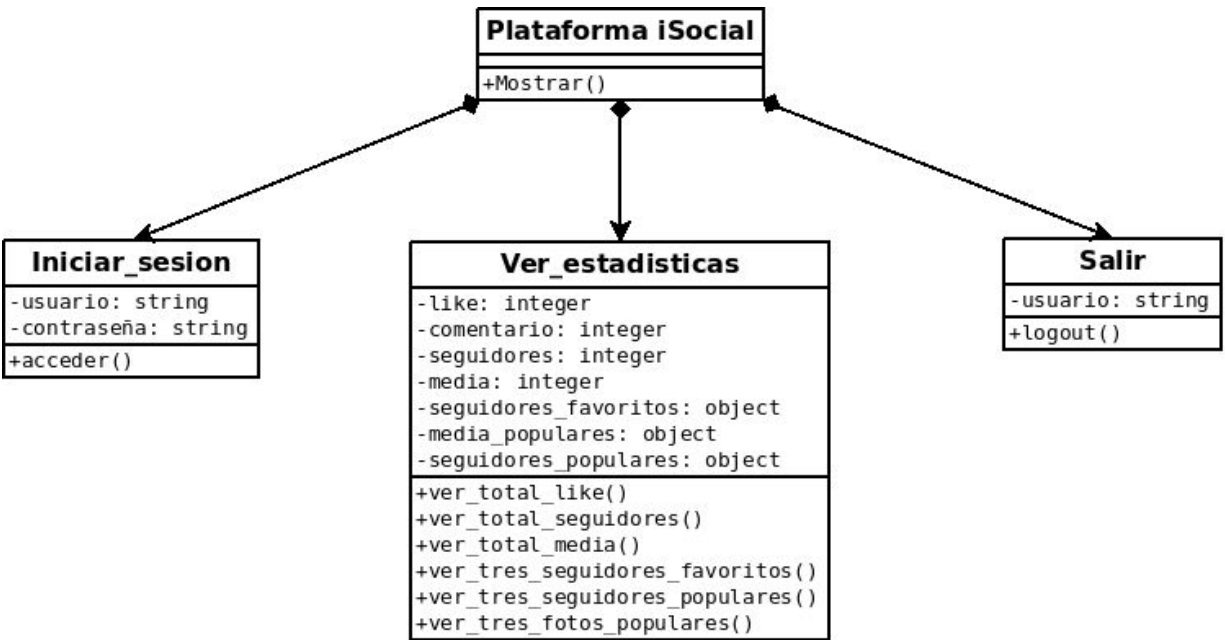 Plataforma iSocial
+Mostrar()
Iniciar_sesion
-usuario: string
-contraseña: string
+acceder()
Ver_estadisticas
-like: integer
-comentario: integer
-seguidores: integer
-media: integer
-seguidores_favoritos: object
-media_populares: object
-seguidores_populares: object
+ver_total_like()
+ver_total_seguidores()
+ver_total_media()
+ver_tres_seguidores_favoritos()
+ver_tres_seguidores_populares()
+ver_tres_fotos_populares()
Salir
-usuario: string
+logout()